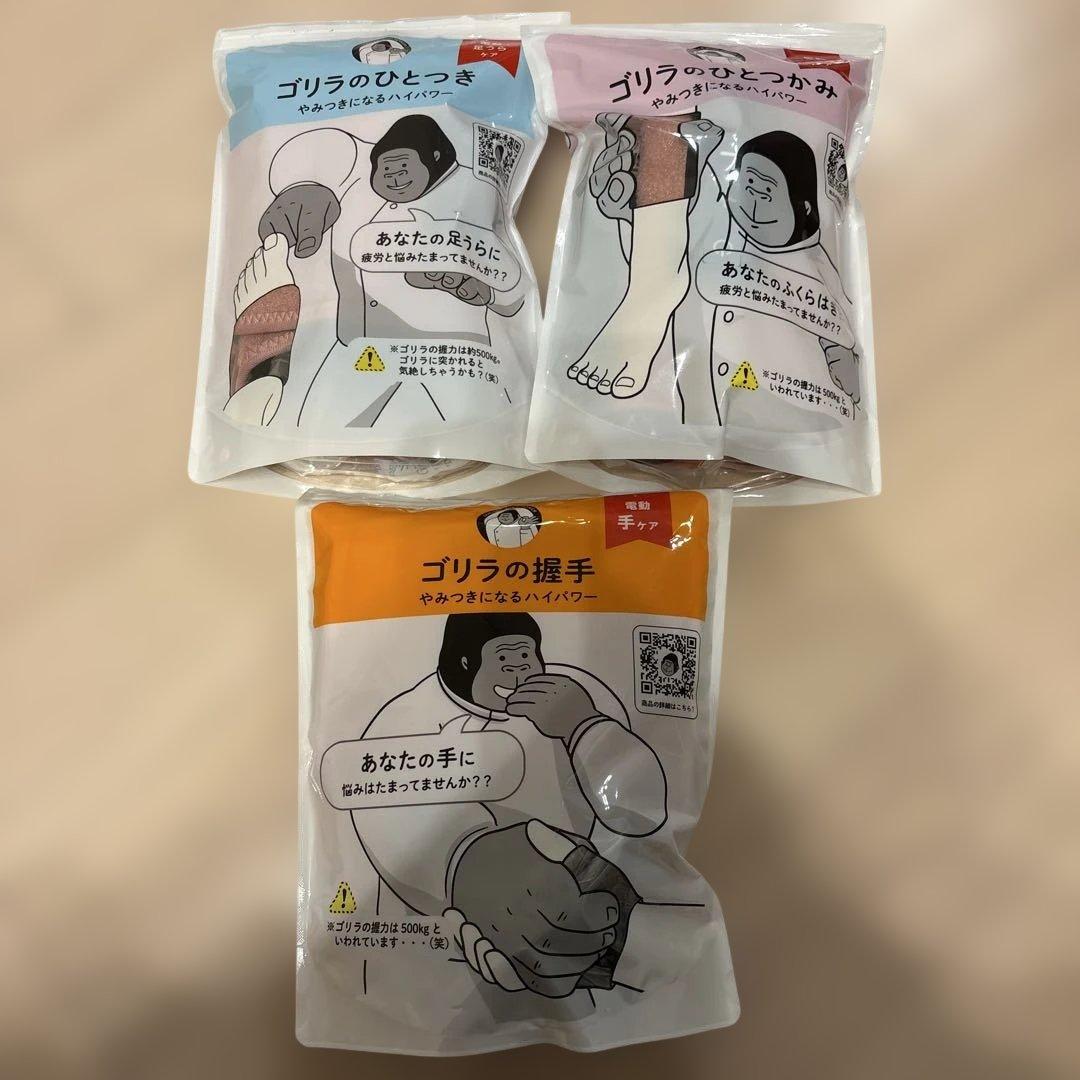 足うら
ケア
ゴリラのひとつき
やみつきになるハイパワー
あなたの足うらに
疲労と悩みたまってませんか??
※ゴリラの握力は約500kg。
ゴリラに突かれると
気絶しちゃうかも?(笑)
ゴリラのひとつかみ
やみつきになるハイパワー
あなたのふくらはぎ
疲労と悩みたまってませんか??
※ゴリラの握力は500kgと
いわれています・・・(笑)
電動
手ケア
ゴリラの握手
やみつきになるハイパワー
商品の詳細はこちら!
あなたの手に
悩みはたまってませんか??
※ゴリラの握力は500kgと
いわれています・・・(笑)